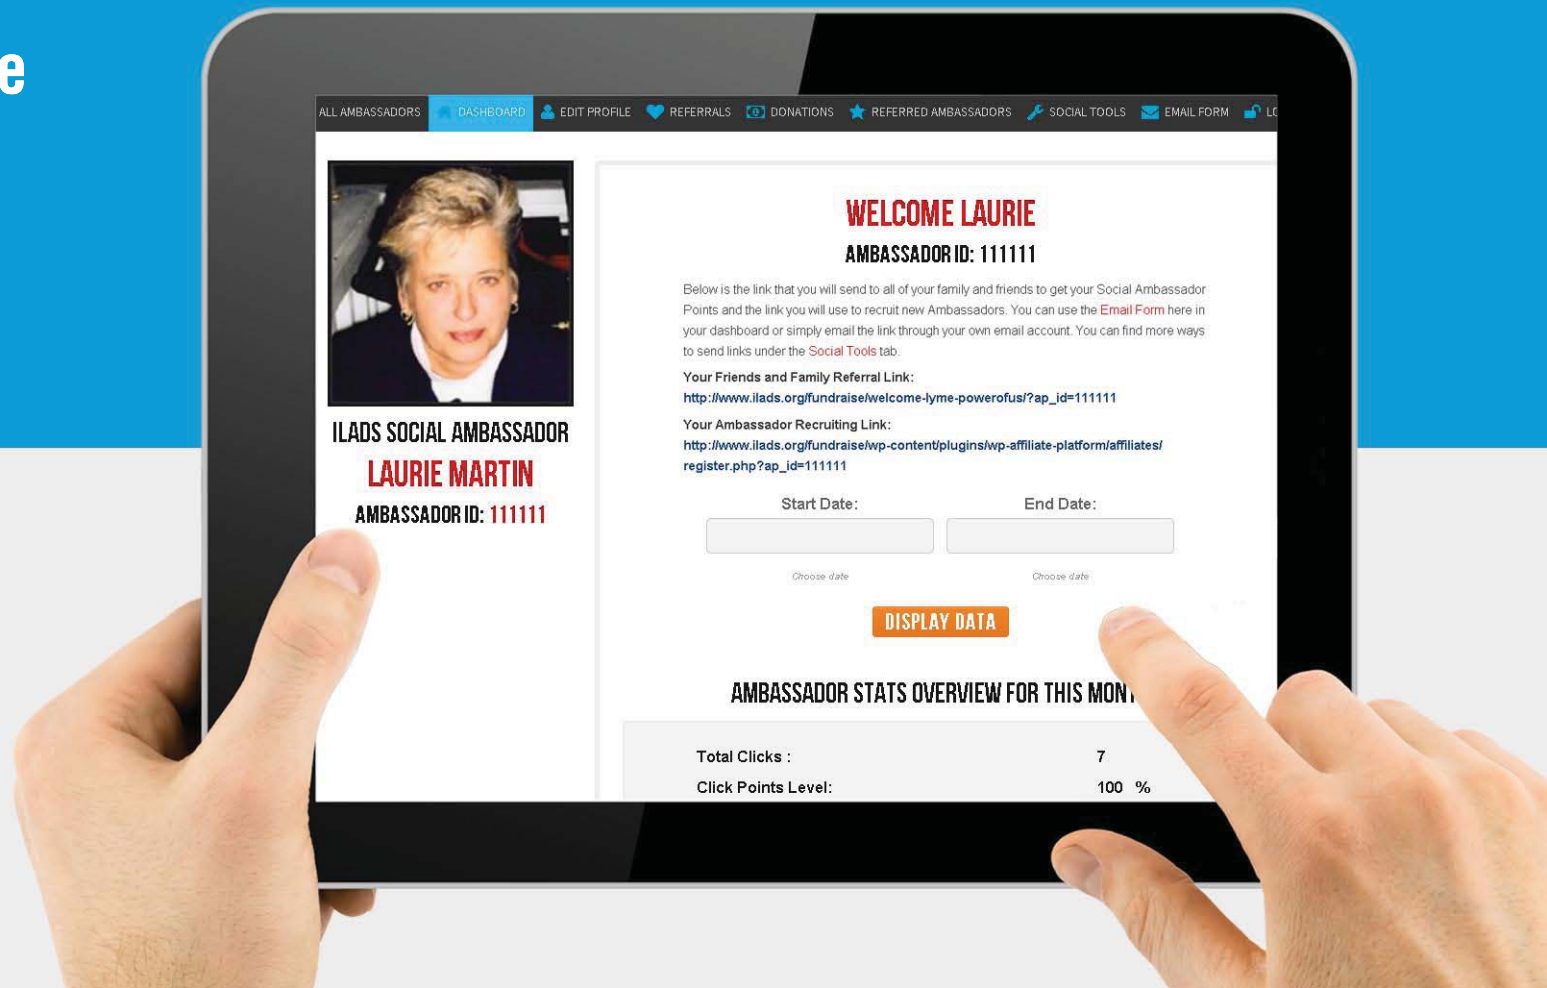 e
ALL AMBASSADORS DASHBOARD EDIT PROFILE REFERRALS DONATIONS REFERRED AMBASSADORS SOCIAL TOOLS EMAIL FORM
ILADS SOCIAL AMBASSADOR
LAURIE MARTIN
AMBASSADOR ID: 111111
WELCOME LAURIE
AMBASSADOR ID: 111111
Below is the link that you will send to all of your family and friends to get your Social Ambassador
Points and the link you will use to recruit new Ambassadors. You can use the Email Form here in
your dashboard or simply email the link through your own email account. You can find more ways
to send links under the Social Tools tab.
Your Friends and Family Referral Link:
http://www.ilads.org/fundraise/welcome-lyme-powerofus/?ap_id=111111
Your Ambassador Recruiting Link:
http://www.ilads.org/fundraise/wp-content/plugins/wp-affiliate-platform/affiliates/
register.php?ap_id=111111
Start Date: End Date:
Choose date Choose date
DISPLAY DATA
AMBASSADOR STATS OVERVIEW FOR THIS MON
Total Clicks : 7
Click Points Level: 100 %